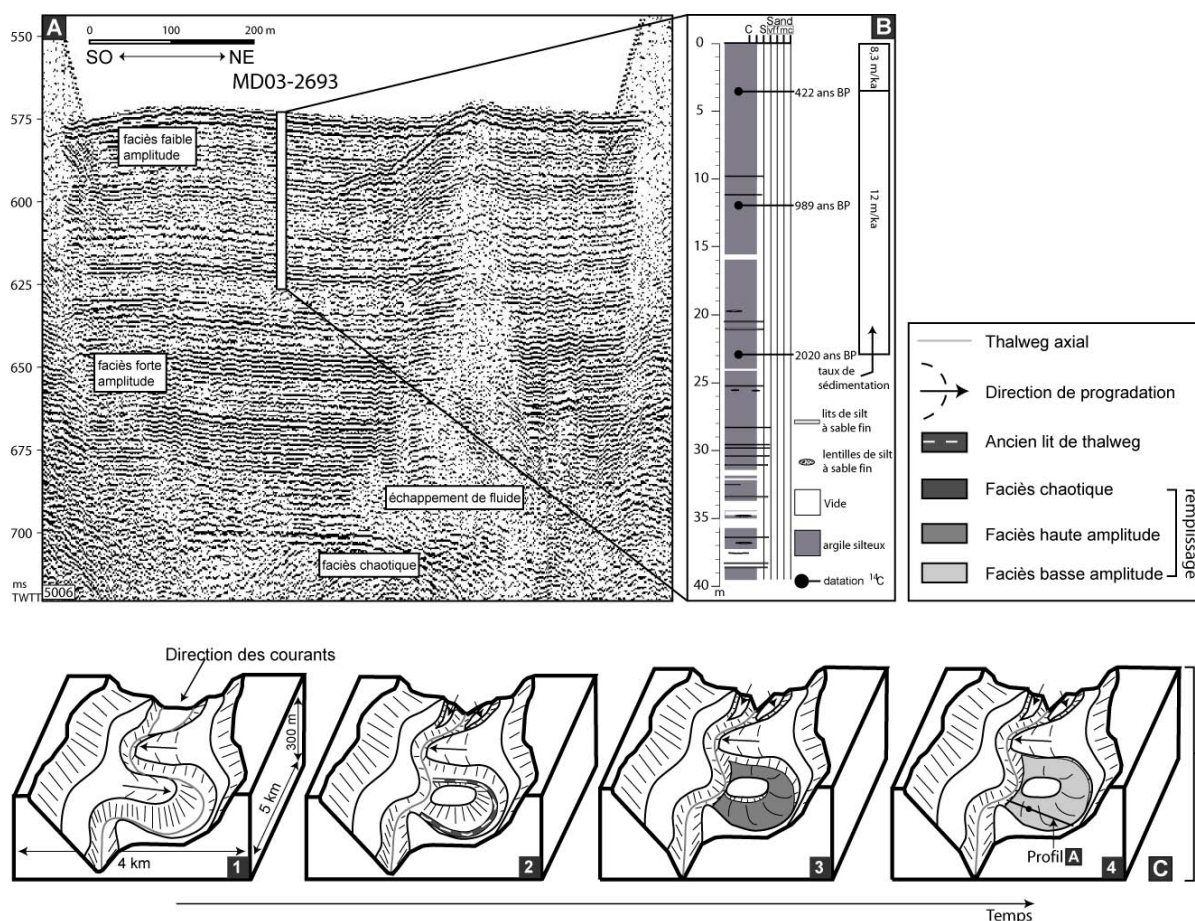 A
550
575
600
625
650
675
700
ms
TWTT
5006
0 100 200 m
SO NE
MD03-2693
faciès faible
amplitude
faciès forte
amplitude
échappement de fluide
faciès chaotique
B
Sand
C S vf f m c
0
5
10
15
20
25
30
35
40
m
422 ans BP
989 ans BP
2020 ans BP
8,3 m/ka
12 m/ka
taux de
sédimentation
lits de silt
à sable fin
lentilles de silt
à sable fin
Vide
argile silteux
datation 14C
Thalweg axial
Direction de progradation
Ancien lit de thalweg
Faciès chaotique
Faciès haute amplitude
Faciès basse amplitude
remplissage
Direction des courants
300 m
5 km
4 km
1
2
3
4
Profil A
C
Temps